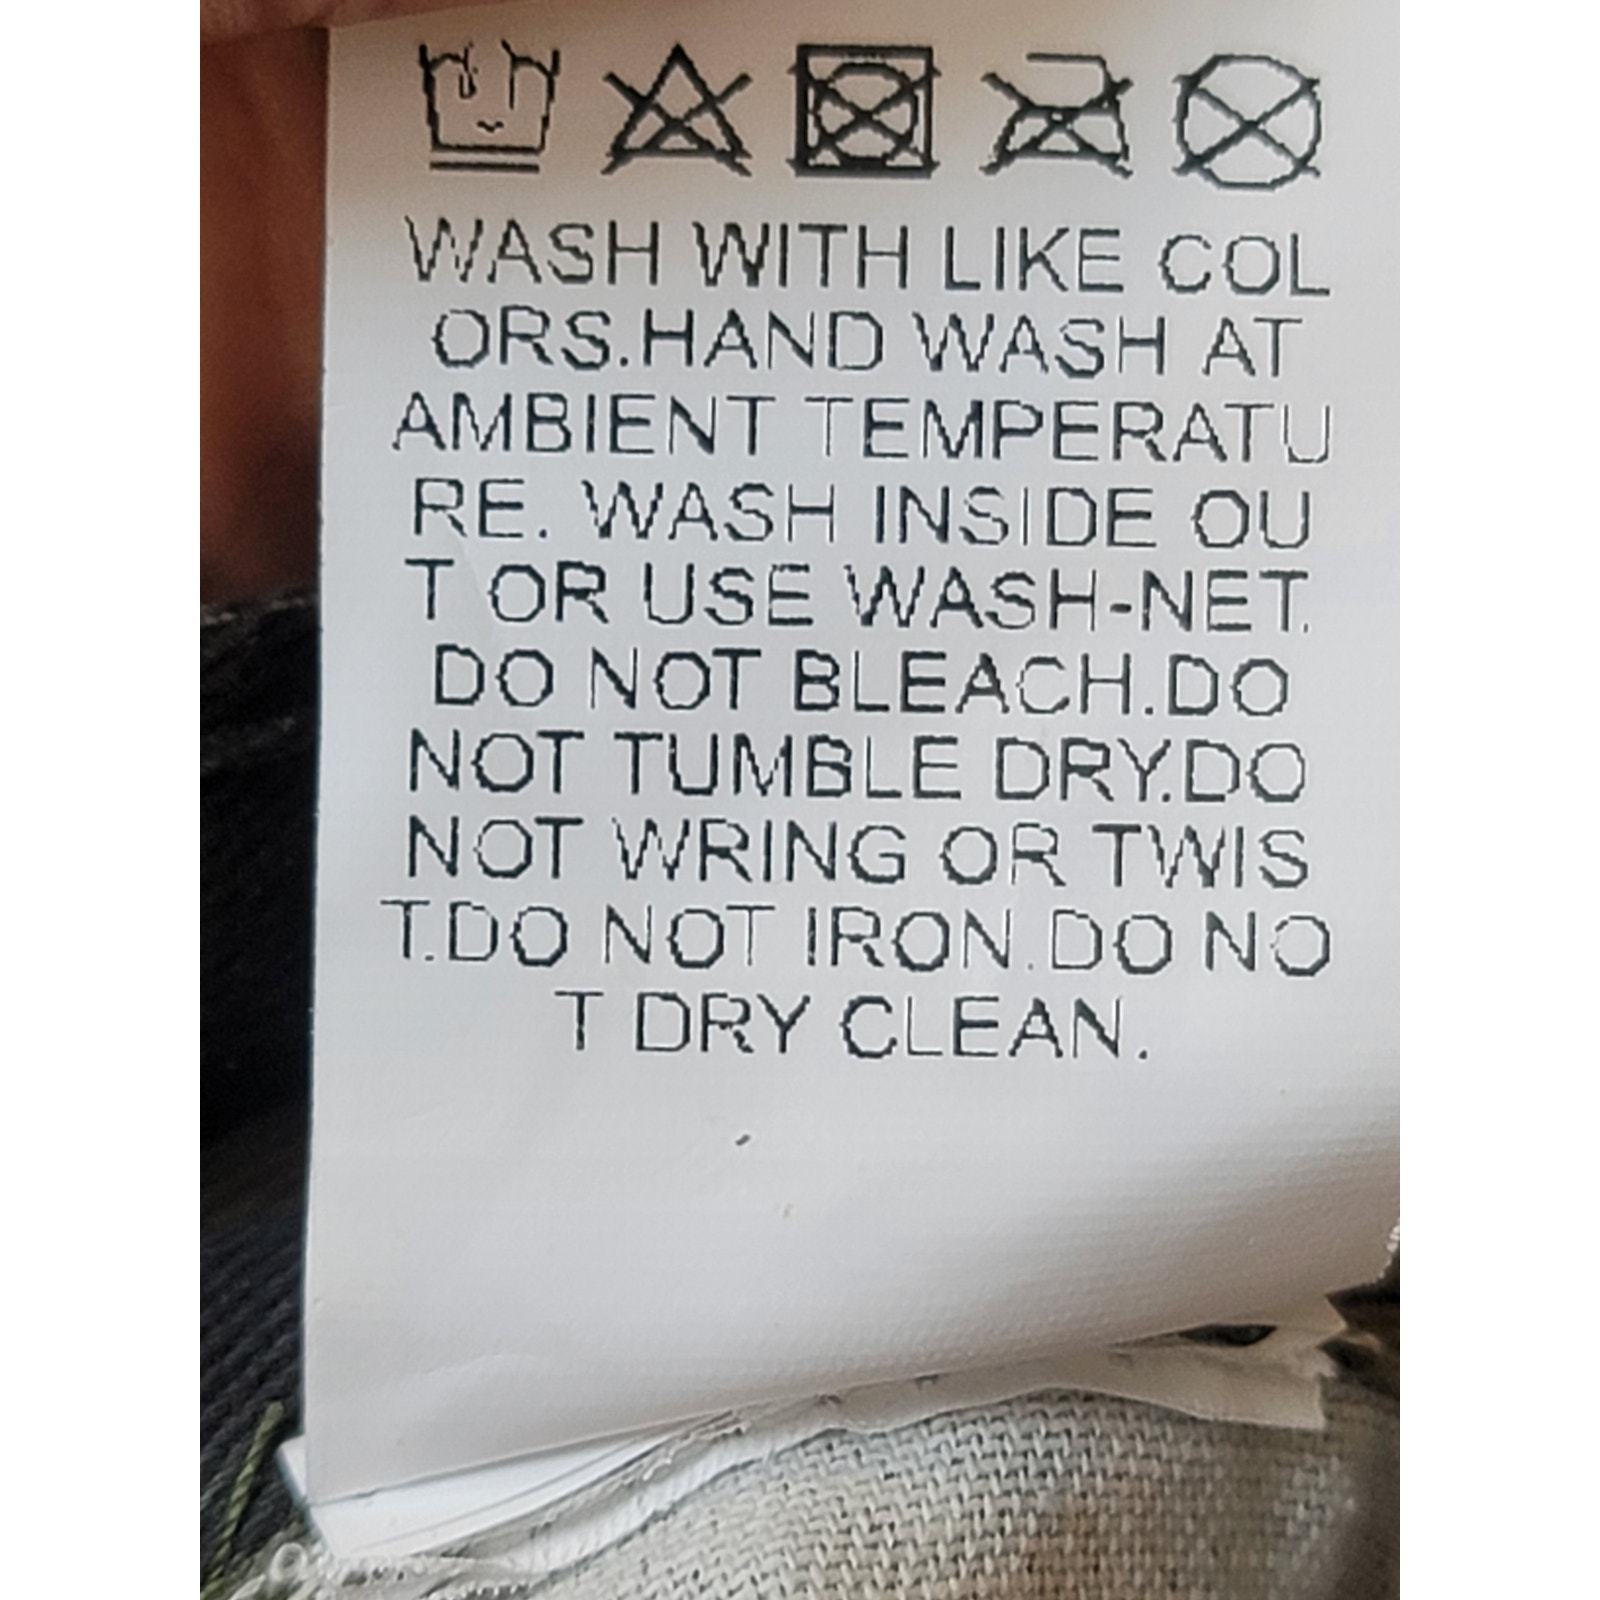 WASH WITH LIKE COL
ORS.HAND WASH AT
AMBIENT TEMPERATU
RE. WASH INSIDE OU
T OR USE WASH-NET.
DO NOT BLEACH.DO
NOT TUMBLE DRY.DO
NOT WRING OR TWIS
T.DO NOT IRON.DO NO
T DRY CLEAN.